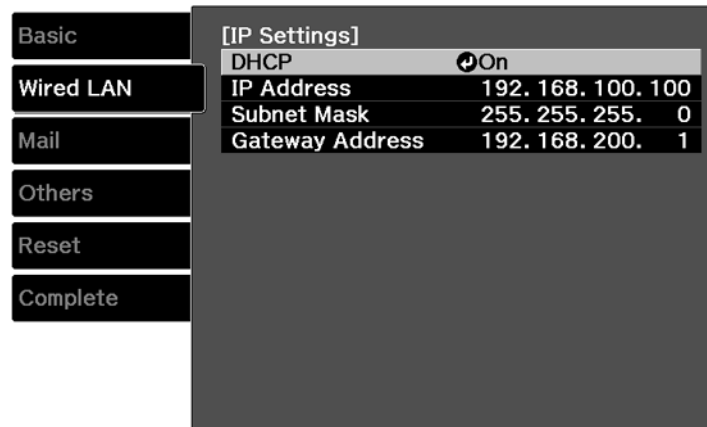 Basic
Wired LAN
Mail
Others
Reset
Complete
[IP Settings]
DHCP On
IP Address 192. 168. 100. 100
Subnet Mask 255. 255. 255. 0
Gateway Address 192. 168. 200. 1